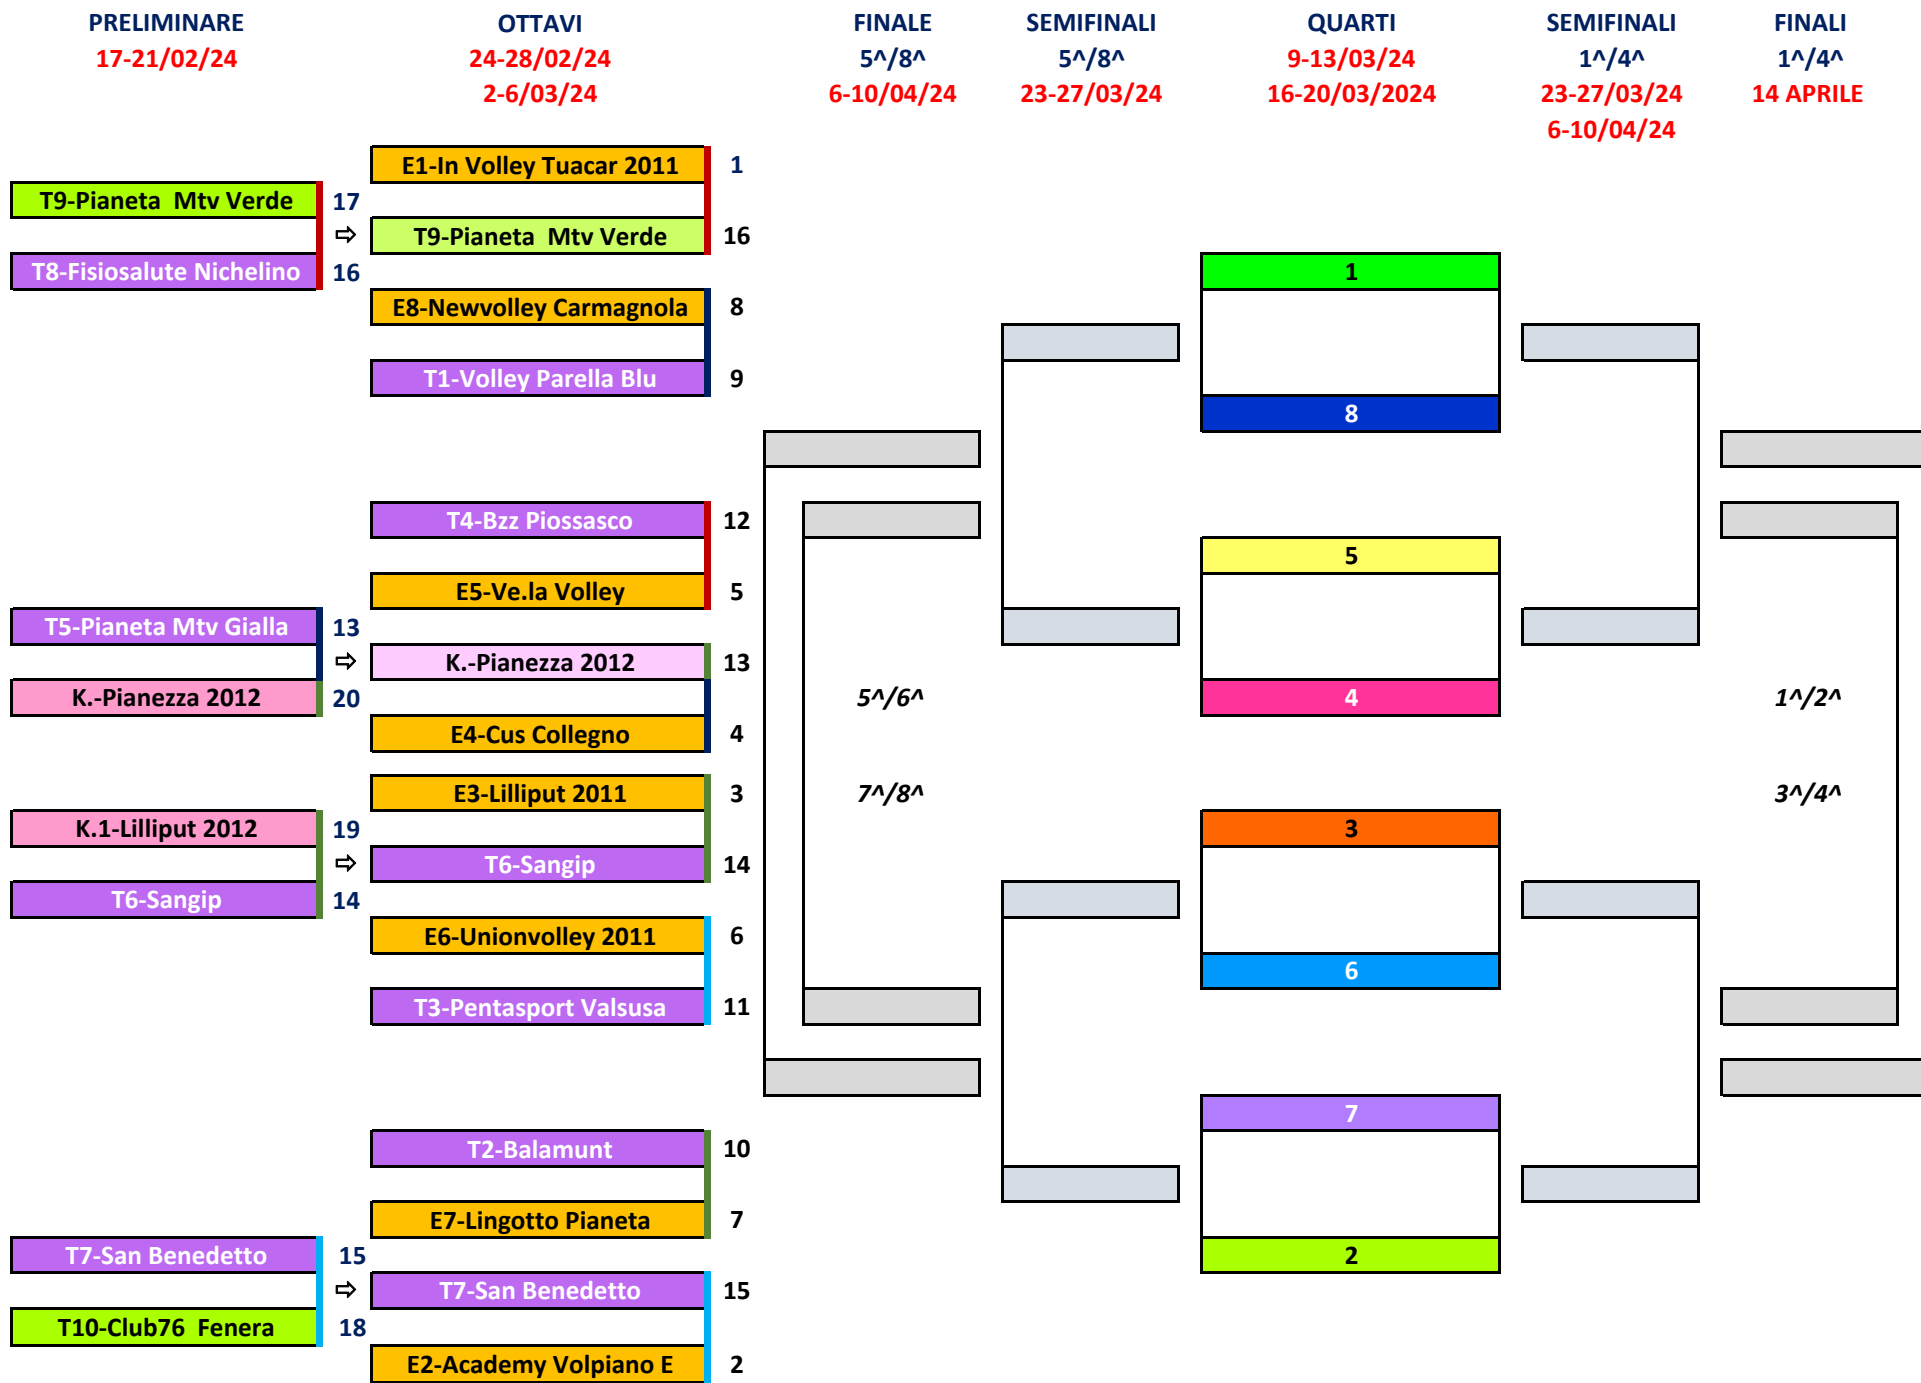 PRELIMINARE
17-21/02/24
OTTAVI
24-28/02/24
2-6/03/24
FINALE
5^/8^
6-10/04/24
SEMIFINALI
5^/8^
23-27/03/24
QUARTI
9-13/03/24
16-20/03/2024
SEMIFINALI
1^/4^
23-27/03/24
6-10/04/24
FINALI
1^/4^
14 APRILE
T9-Pianeta  Mtv Verde 17
⇨
T8-Fisiosalute Nichelino 16
T5-Pianeta Mtv Gialla 13
⇨
K.-Pianezza 2012 20
K.1-Lilliput 2012 19
⇨
T6-Sangip 14
T7-San Benedetto 15
⇨
T10-Club76  Fenera 18
E1-In Volley Tuacar 2011 1
T9-Pianeta  Mtv Verde 16
E8-Newvolley Carmagnola 8
T1-Volley Parella Blu 9
T4-Bzz Piossasco 12
E5-Ve.la Volley 5
K.-Pianezza 2012 13
E4-Cus Collegno 4
E3-Lilliput 2011 3
T6-Sangip 14
E6-Unionvolley 2011 6
T3-Pentasport Valsusa 11
T2-Balamunt 10
E7-Lingotto Pianeta 7
T7-San Benedetto 15
E2-Academy Volpiano E 2
5^/6^
7^/8^
1
8
5
4
3
6
7
2
1^/2^
3^/4^